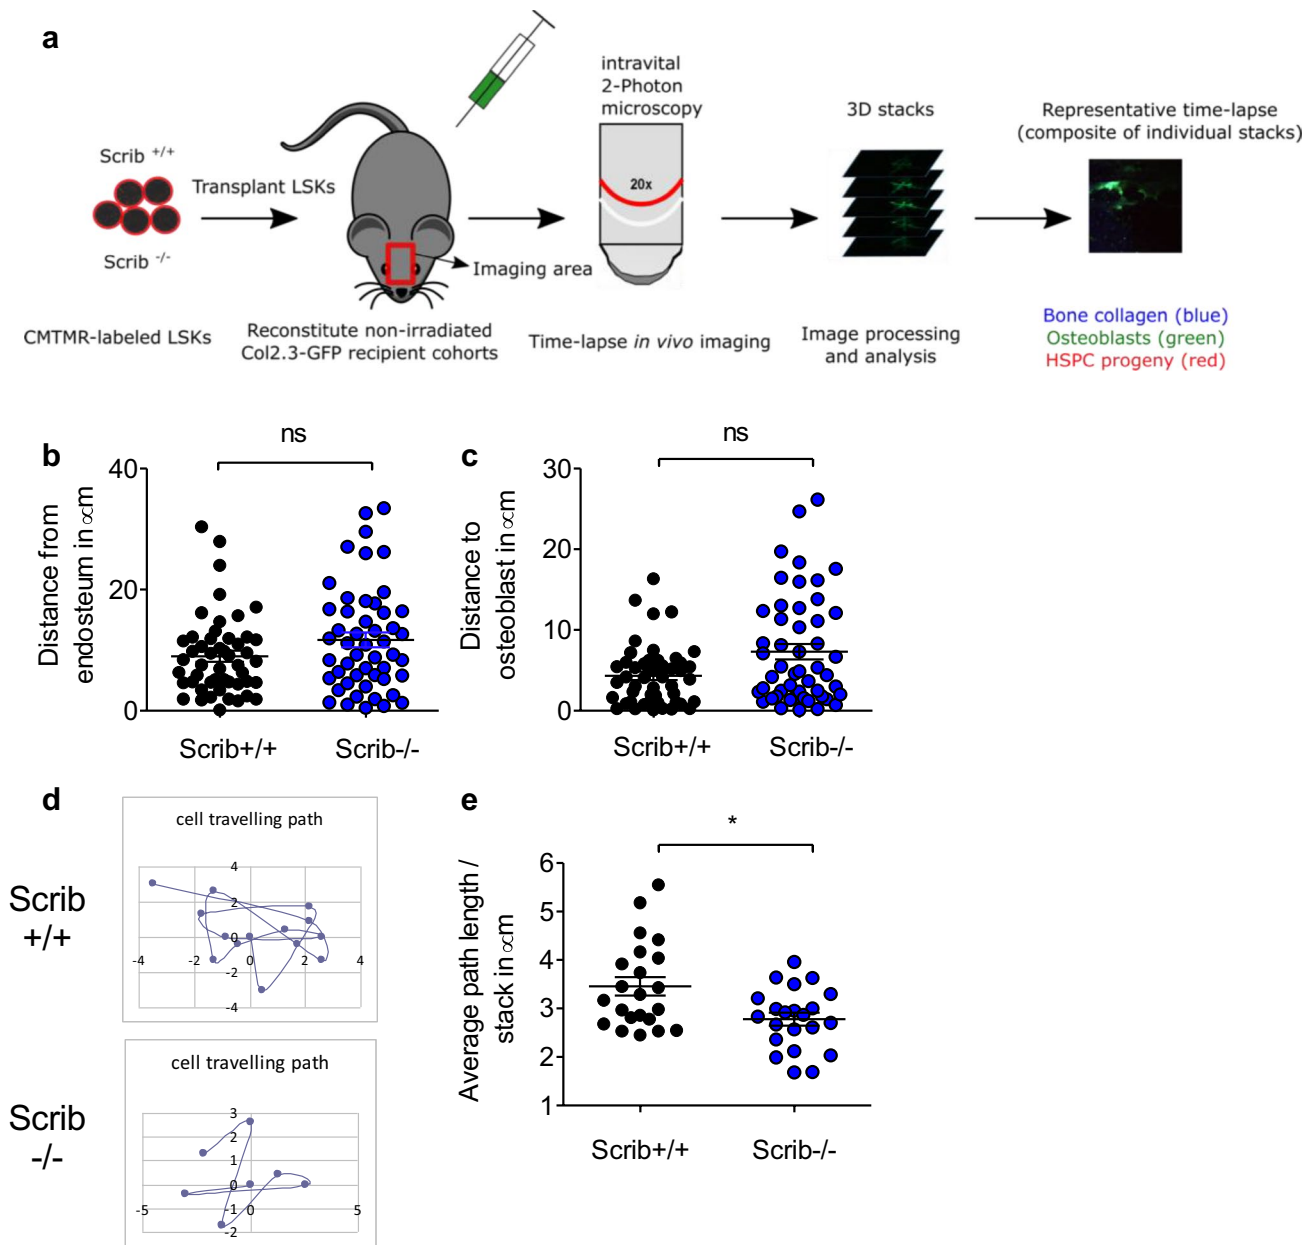 a
Scrib +/+
Scrib -/-
CMTMR-labeled LSKs
Transplant LSKs
Imaging area
Reconstitute non-irradiated
Col2.3-GFP recipient cohorts
intravital
2-Photon
microscopy
20x
Time-lapse in vivo imaging
3D stacks
Image processing
and analysis
Representative time-lapse
(composite of individual stacks)
Bone collagen (blue)
Osteoblasts (green)
HSPC progeny (red)
b
ns
Distance from
endosteum in ∝m
40
20
0
Scrib+/+
Scrib-/-
c
ns
Distance to
osteoblast in ∝m
30
20
10
0
Scrib+/+
Scrib-/-
d
Scrib
+/+
cell travelling path
4
2
0
-2
-4
-4
-2
0
2
4
Scrib
-/-
cell travelling path
3
2
1
0
-1
-2
-5
0
5
e
*
Average path length /
stack in ∝m
6
5
4
3
2
1
Scrib+/+
Scrib-/-